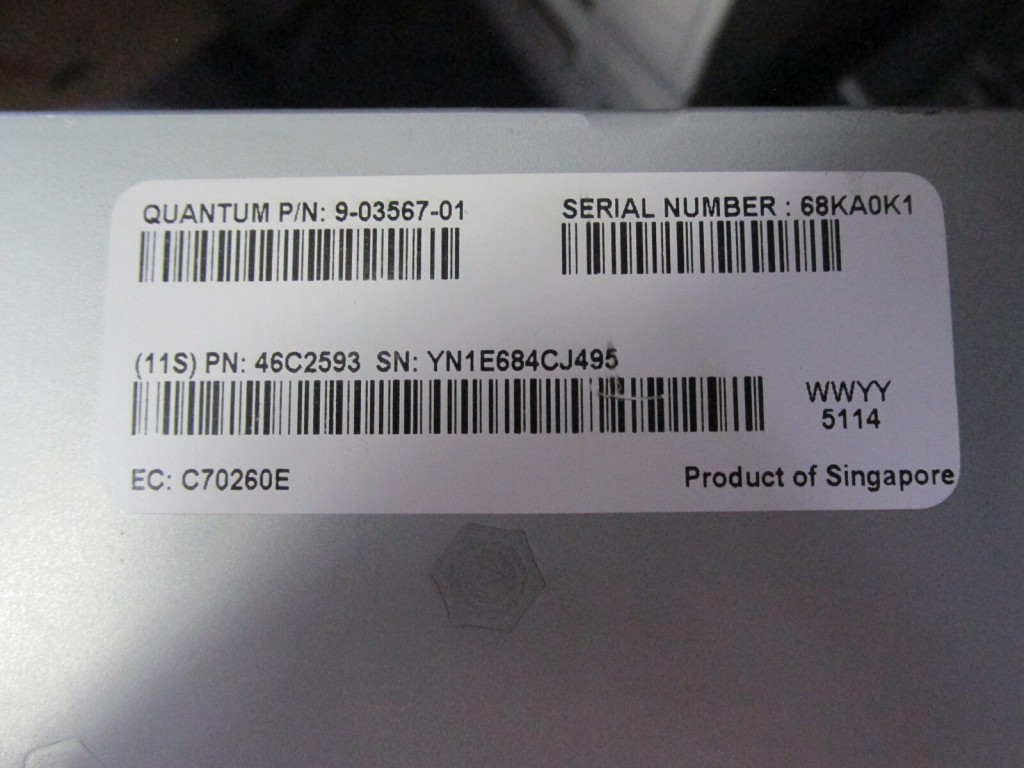 QUANTUM P/N: 9-03567-01
SERIAL NUMBER : 68KA0K1
(11S) PN: 46C2593 SN: YN1E684CJ495
WWYY
5114
EC: C70260E
Product of Singapore